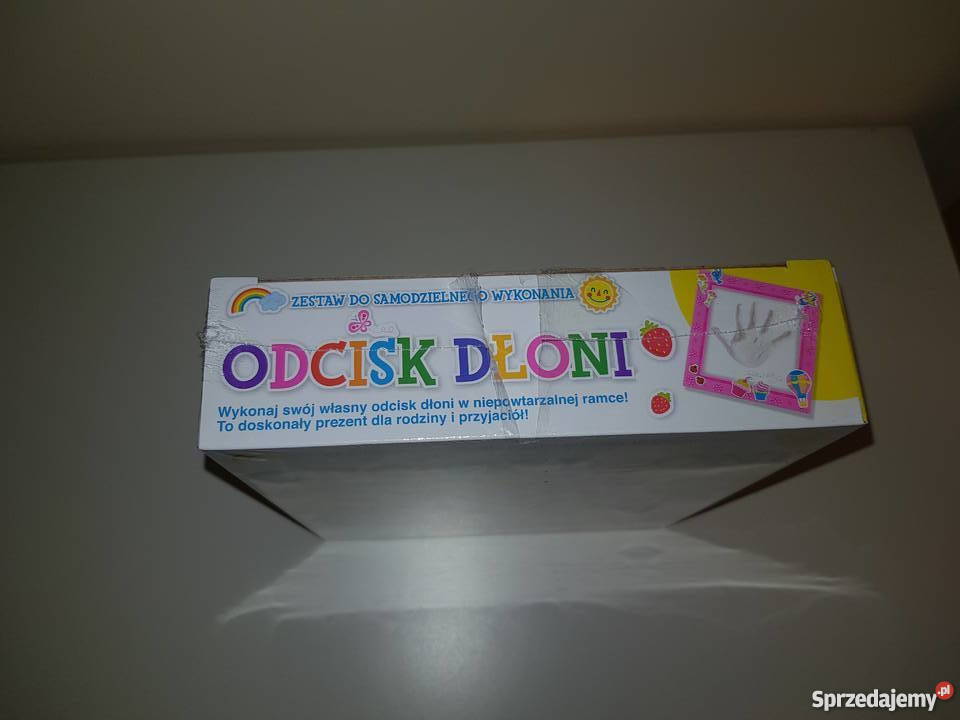 ZESTAW DO SAMODZIELNEGO WYKONANIA
ODCISK DŁONI
Wykonaj swój własny odcisk dłoni w niepowtarzalnej ramce!
To doskonały prezent dla rodziny i przyjaciół!
Sprzedajemy.pl